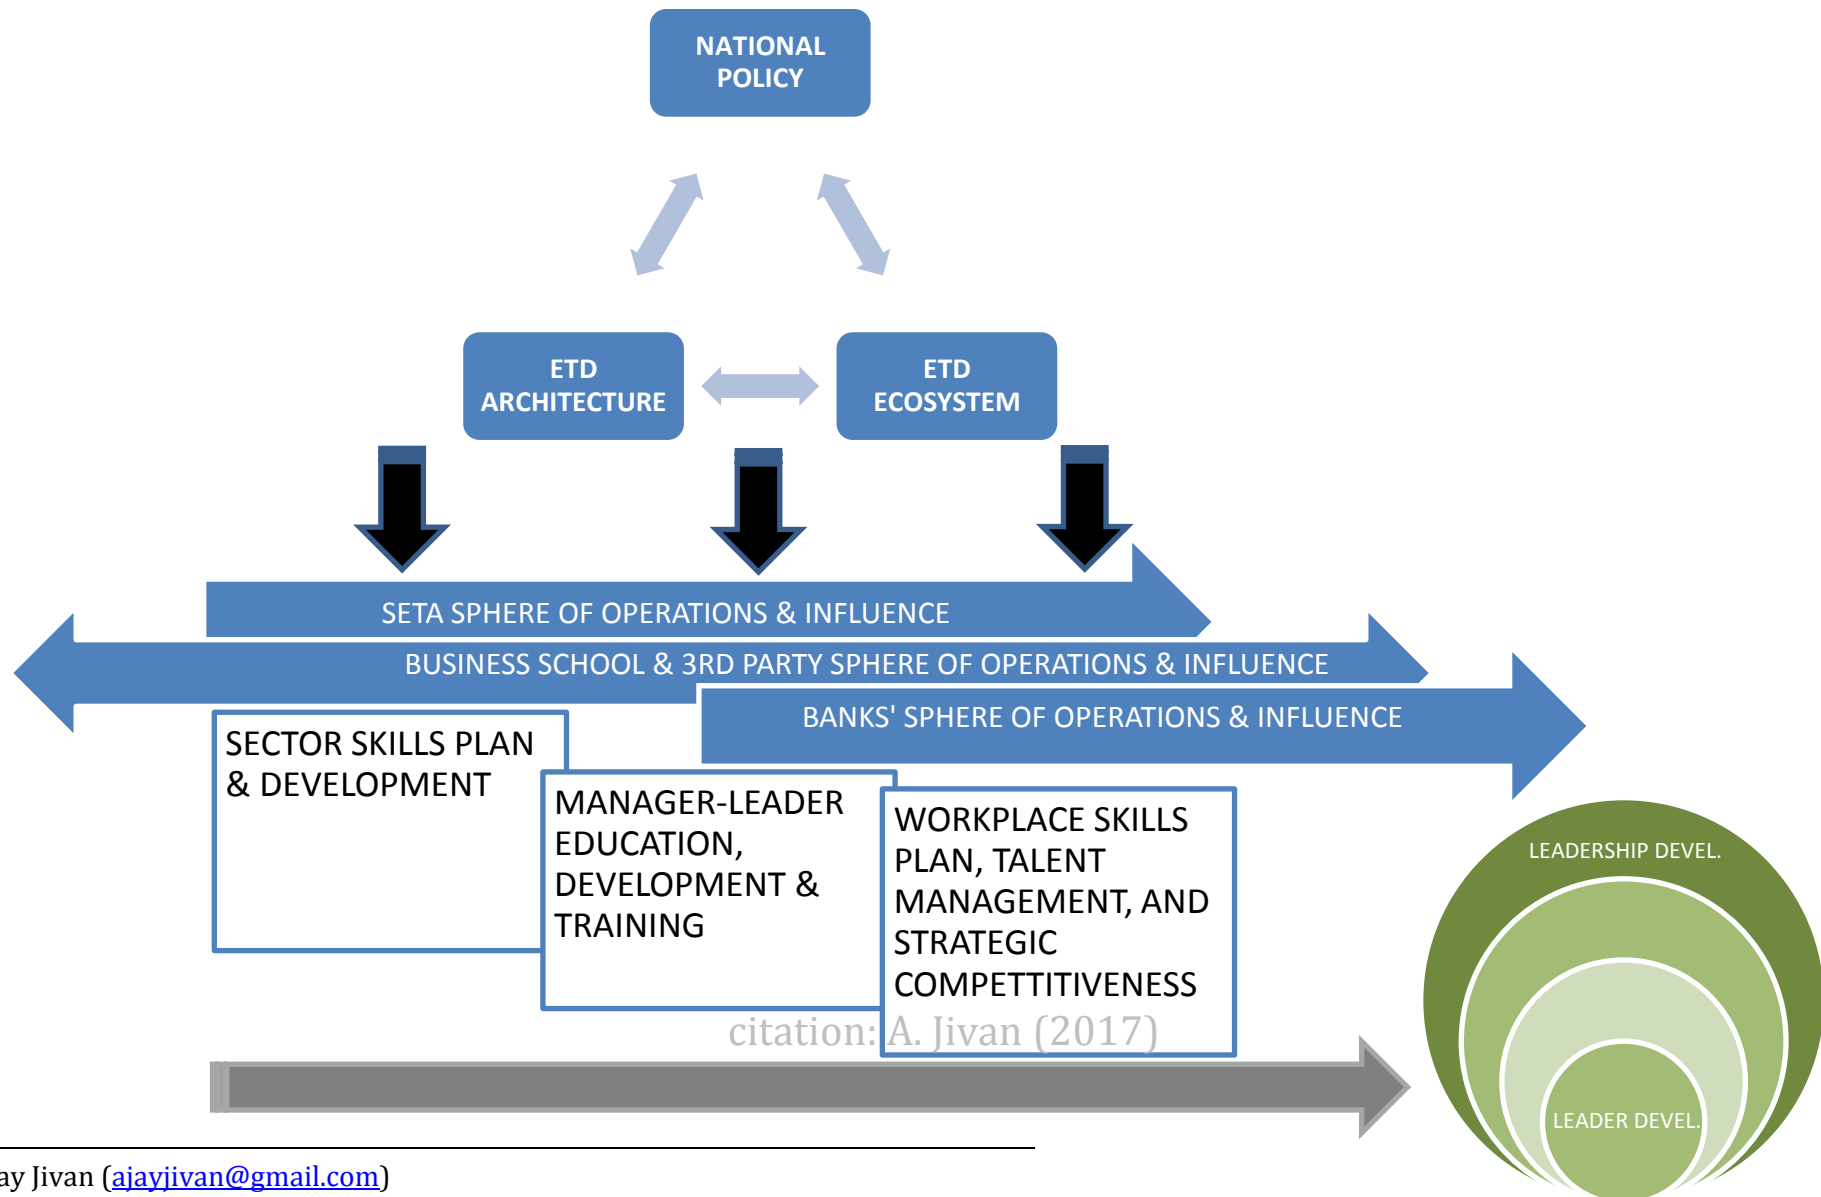 NATIONAL
POLICY
ETD
ARCHITECTURE
ETD
ECOSYSTEM
SETA SPHERE OF OPERATIONS & INFLUENCE
BUSINESS SCHOOL & 3RD PARTY SPHERE OF OPERATIONS & INFLUENCE
BANKS' SPHERE OF OPERATIONS & INFLUENCE
SECTOR SKILLS PLAN
& DEVELOPMENT
MANAGER-LEADER
EDUCATION,
DEVELOPMENT &
TRAINING
WORKPLACE SKILLS
PLAN, TALENT
MANAGEMENT, AND
STRATEGIC
COMPETTITIVENESS
LEADERSHIP DEVEL.
LEADER DEVEL.
citation: A. Jivan (2017)
ay Jivan (ajayjivan@gmail.com)